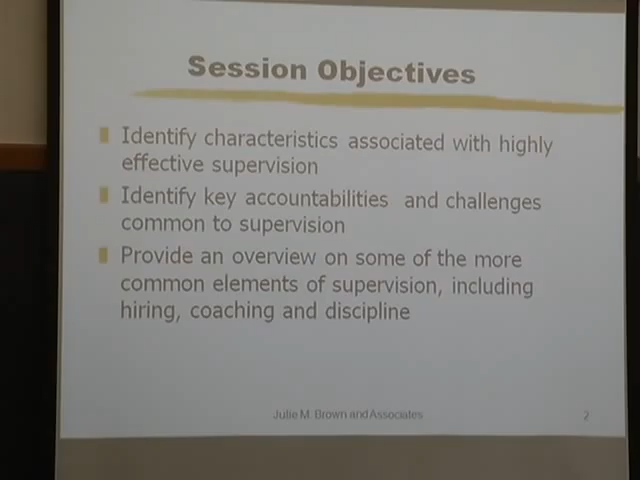 Session Objectives
Identify characteristics associated with highly
effective supervision
Identify key accountabilities and challenges
common to supervision
Provide an overview on some of the more
common elements of supervision, including
hiring, coaching and discipline
Julie M. Brown and Associates
2